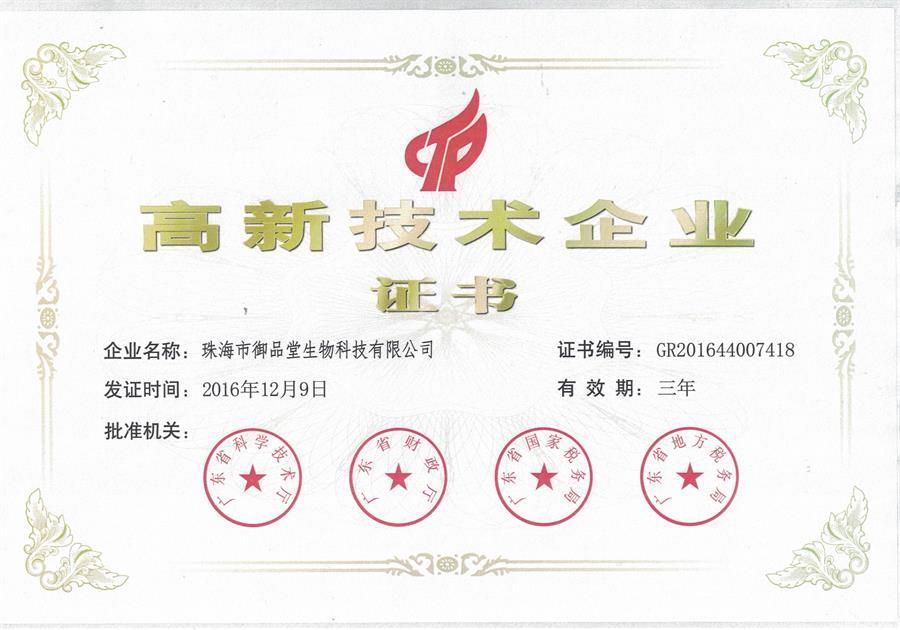 CTP
高新技术企业
证书
企业名称：珠海市御品堂生物科技有限公司
证书编号：GR201644007418
发证时间：2016年12月9日
有效期：三年
批准机关：
广东省科学技术厅
广东省财政厅
广东省国家税务局
广东省地方税务局